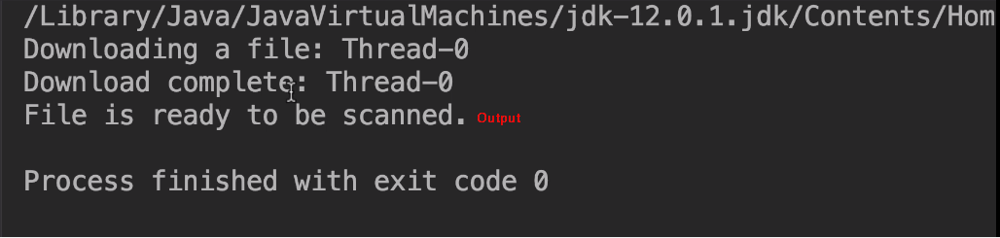 /Library/Java/JavaVirtualMachines/jdk-12.0.1.jdk/Contents/Hom
Downloading a file: Thread-0
Download complete: Thread-0
File is ready to be scanned. Output
Process finished with exit code 0